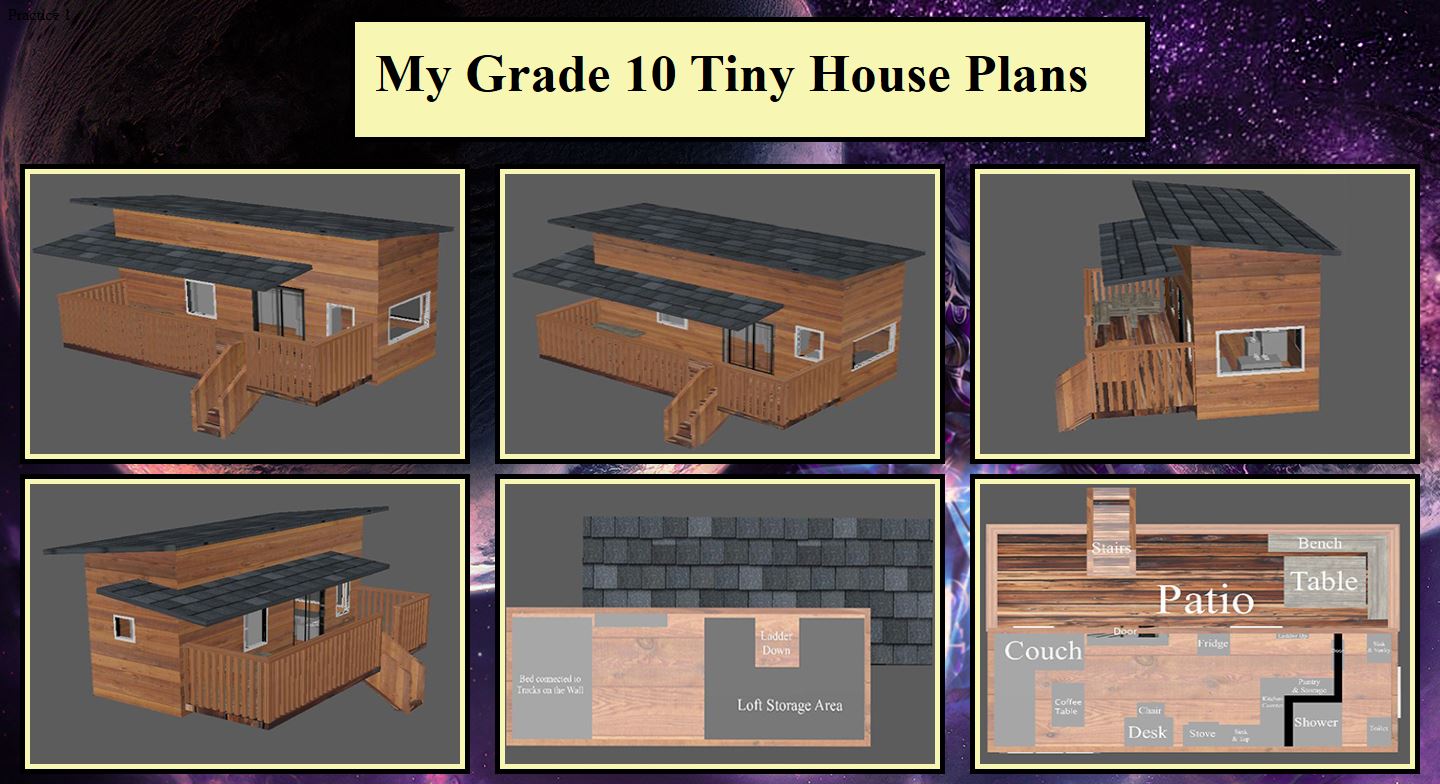 Practice 1
My Grade 10 Tiny House Plans
Bed connected to
Tracks on the Wall
Ladder
Down
Loft Storage Area
Stairs
Bench
Table
Patio
Door
Couch
Fridge
Ladder Up
Door
Sink
& Vanity
Coffee
Table
Pantry
& Storage
Kitchen
Counter
Chair
Desk
Stove
Sink
& Tap
Shower
Toilet